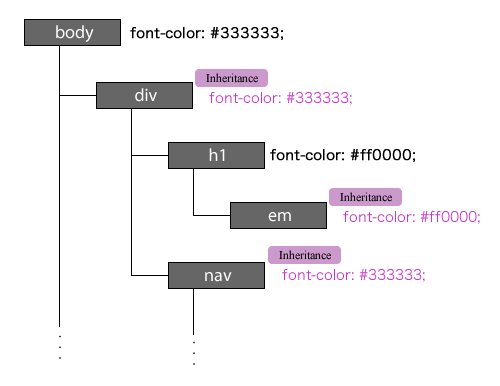 body font-color: #333333;
Inheritance
div font-color: #333333;
h1 font-color: #ff0000;
Inheritance
em font-color: #ff0000;
Inheritance
nav font-color: #333333;